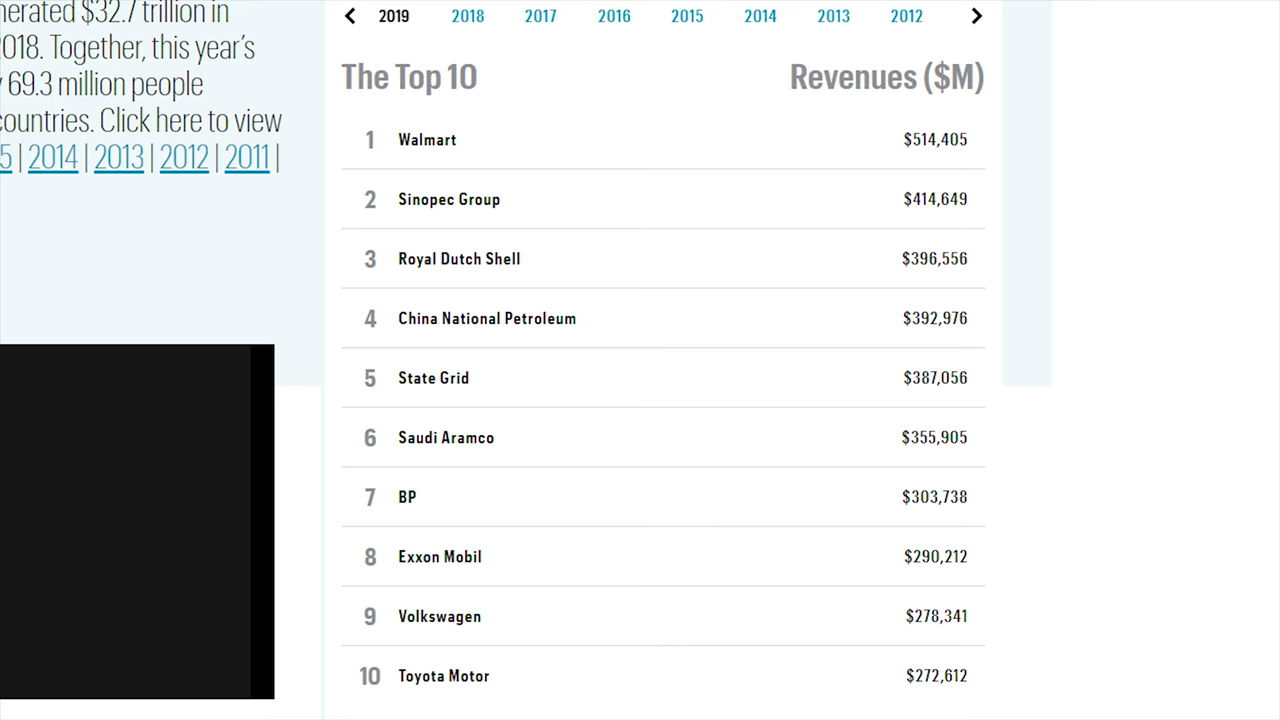 nerated $32.7 trillion in
2018. Together, this year's
69.3 million people
countries. Click here to view
5 | 2014 | 2013 | 2012 | 2011 |
2019 2018 2017 2016 2015 2014 2013 2012
The Top 10 Revenues ($M)
1 Walmart $514,405
2 Sinopec Group $414,649
3 Royal Dutch Shell $396,556
4 China National Petroleum $392,976
5 State Grid $387,056
6 Saudi Aramco $355,905
7 BP $303,738
8 Exxon Mobil $290,212
9 Volkswagen $278,341
10 Toyota Motor $272,612